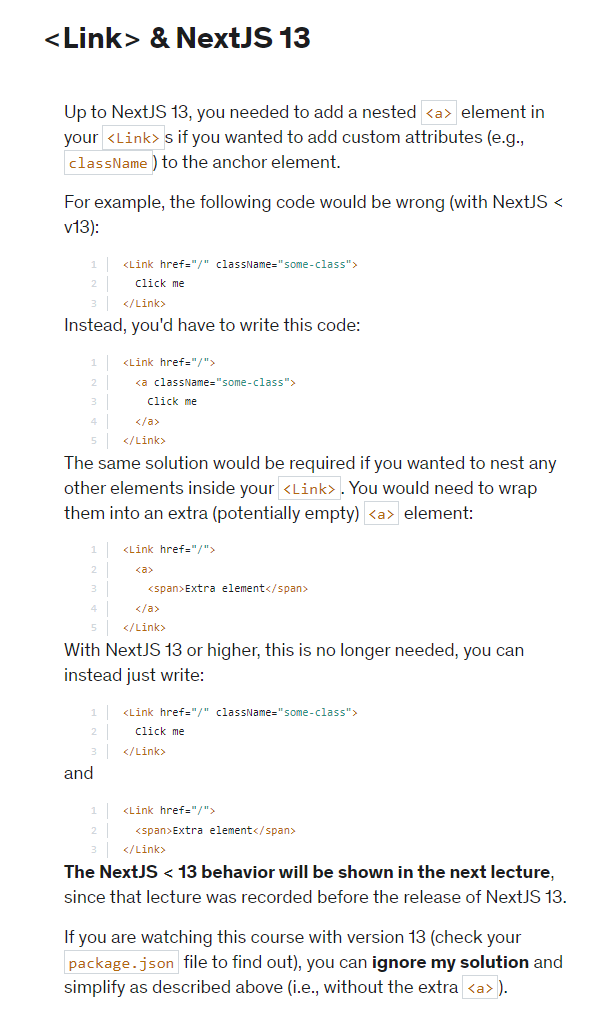 <Link> & NextJS 13
Up to NextJS 13, you needed to add a nested <a> element in
your <Link> s if you wanted to add custom attributes (e.g.,
className ) to the anchor element.
For example, the following code would be wrong (with NextJS <
v13):
1 <Link href="/" className="some-class">
2   Click me
3 </Link>
Instead, you'd have to write this code:
1 <Link href="/">
2   <a className="some-class">
3     Click me
4   </a>
5 </Link>
The same solution would be required if you wanted to nest any
other elements inside your <Link> . You would need to wrap
them into an extra (potentially empty) <a> element:
1 <Link href="/">
2   <a>
3     <span>Extra element</span>
4   </a>
5 </Link>
With NextJS 13 or higher, this is no longer needed, you can
instead just write:
1 <Link href="/" className="some-class">
2   Click me
3 </Link>
and
1 <Link href="/">
2   <span>Extra element</span>
3 </Link>
The NextJS < 13 behavior will be shown in the next lecture,
since that lecture was recorded before the release of NextJS 13.
If you are watching this course with version 13 (check your
package.json file to find out), you can ignore my solution and
simplify as described above (i.e., without the extra <a> ).